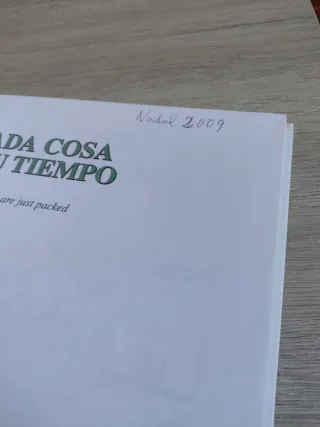 Nadal 2009
ADA COSA
U TIEMPO
are just packed